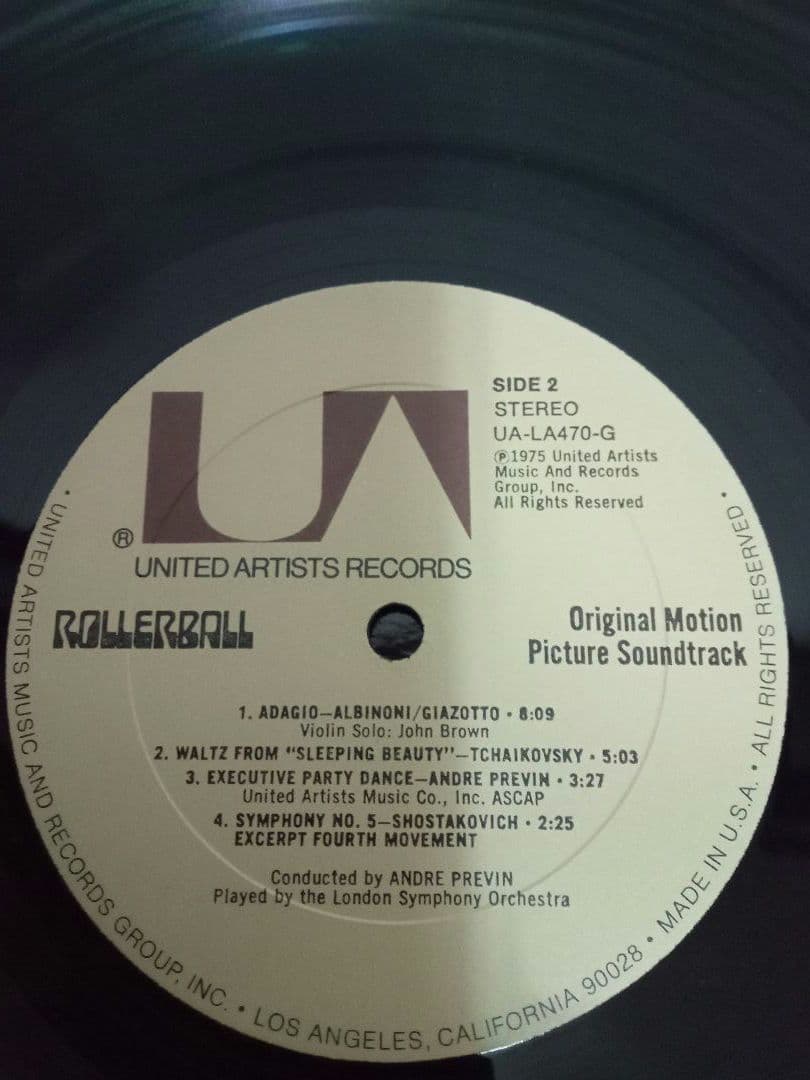 SIDE 2
STEREO
UA-LA470-G
℗1975 United Artists
Music And Records
Group, Inc.
All Rights Reserved
UA
®
UNITED ARTISTS RECORDS
ROLLERBALL
Original Motion
Picture Soundtrack
1. ADAGIO—ALBINONI/GIAZOTTO • 8:09
Violin Solo: John Brown
2. WALTZ FROM "SLEEPING BEAUTY"—TCHAIKOVSKY • 5:03
3. EXECUTIVE PARTY DANCE—ANDRE PREVIN • 3:27
United Artists Music Co., Inc. ASCAP
4. SYMPHONY NO. 5—SHOSTAKOVICH • 2:25
EXCERPT FOURTH MOVEMENT
Conducted by ANDRE PREVIN
Played by the London Symphony Orchestra
• UNITED ARTISTS MUSIC AND RECORDS GROUP, INC. • LOS ANGELES, CALIFORNIA 90028 • MADE IN U.S.A. • ALL RIGHTS RESERVED •